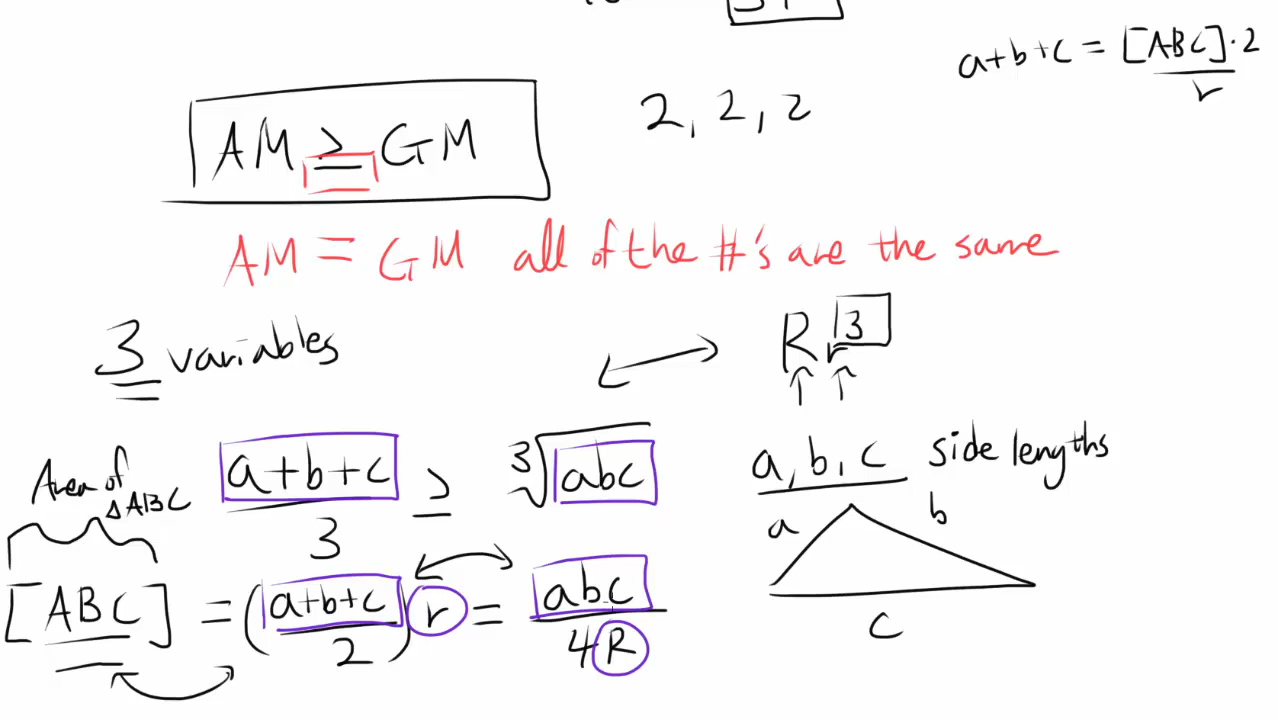 a+b+c = [ABC]·2 / r
AM ≥ GM
2, 2, 2
AM = GM all of the #'s are the same
3 variables
R r 3
Area of
△ABC
(a+b+c)/3 ≥ ∛(abc)
a, b, c side lengths
a
b
c
[ABC] = ((a+b+c)/2) r = abc/4R